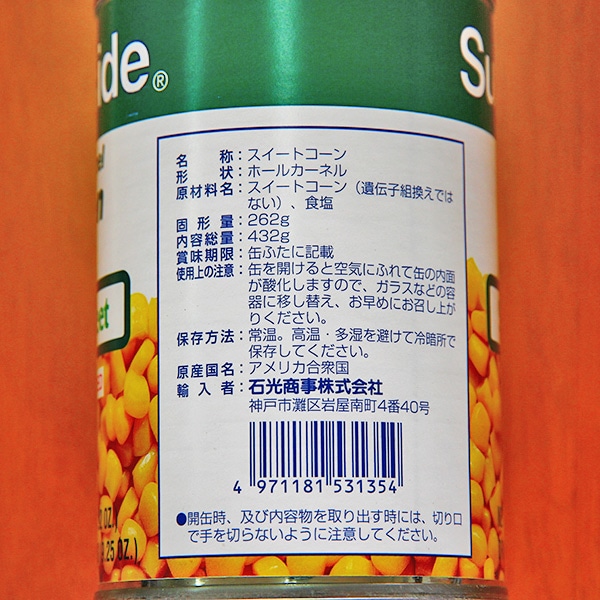 ide®
Su
名称：スイートコーン
形状：ホールカーネル
原材料名：スイートコーン（遺伝子組換えでは
ない）、食塩
固形量：262g
内容総量：432g
賞味期限：缶ふたに記載
使用上の注意：缶を開けると空気にふれて缶の内面
が酸化しますので、ガラスなどの容
器に移し替え、お早めにお召し上が
りください。
保存方法：常温。高温・多湿を避けて冷暗所で
保存してください。
原産国名：アメリカ合衆国
輸入者：石光商事株式会社
神戸市灘区岩屋南町4番40号
4 971181 531354
●開缶時、及び内容物を取り出す時には、切り口
で手を切らないように注意してください。
et
OZ.)
.25 OZ.)